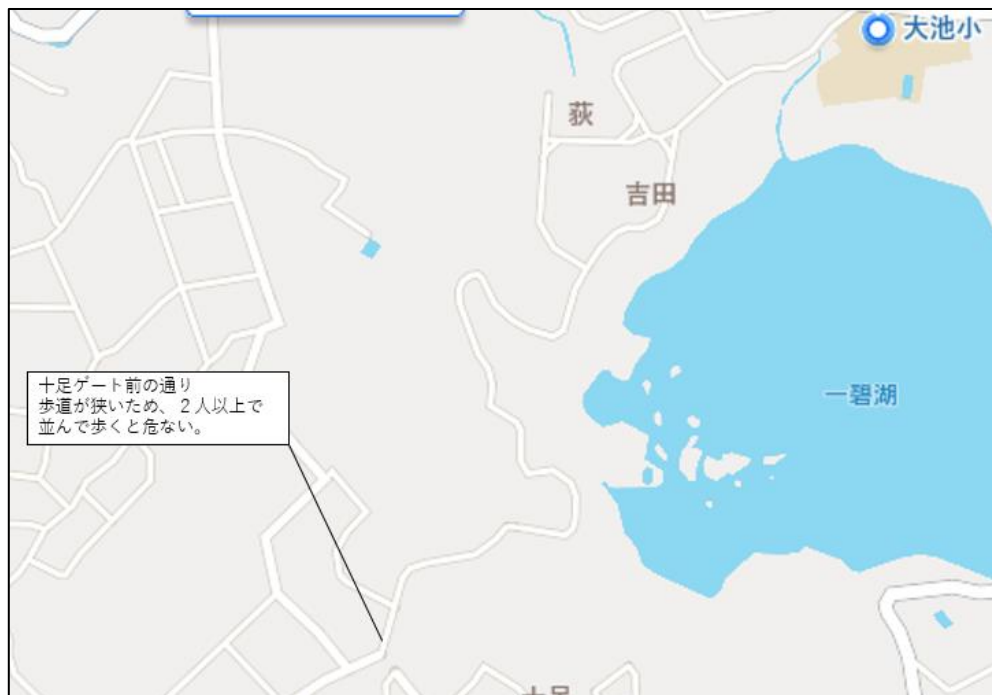 大池小
荻
吉田
一碧湖
十足ゲート前の通り
歩道が狭いため、２人以上で
並んで歩くと危ない。
十足